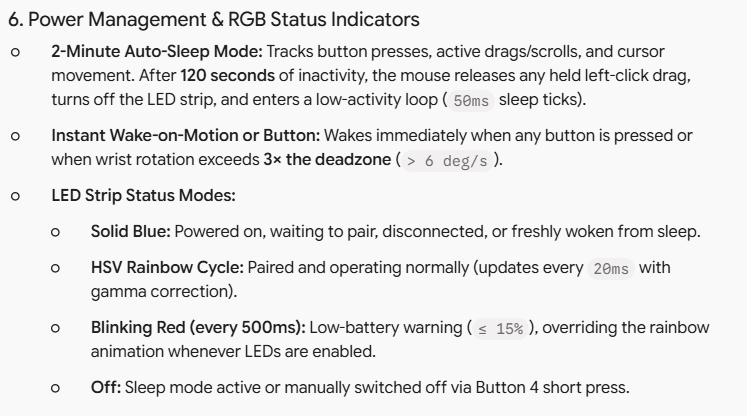 6. Power Management & RGB Status Indicators
○ 2-Minute Auto-Sleep Mode: Tracks button presses, active drags/scrolls, and cursor
movement. After 120 seconds of inactivity, the mouse releases any held left-click drag,
turns off the LED strip, and enters a low-activity loop ( 50ms sleep ticks).
○ Instant Wake-on-Motion or Button: Wakes immediately when any button is pressed or
when wrist rotation exceeds 3× the deadzone ( > 6 deg/s ).
○ LED Strip Status Modes:
○ Solid Blue: Powered on, waiting to pair, disconnected, or freshly woken from sleep.
○ HSV Rainbow Cycle: Paired and operating normally (updates every 20ms with
gamma correction).
○ Blinking Red (every 500ms): Low-battery warning ( ≤ 15% ), overriding the rainbow
animation whenever LEDs are enabled.
○ Off: Sleep mode active or manually switched off via Button 4 short press.